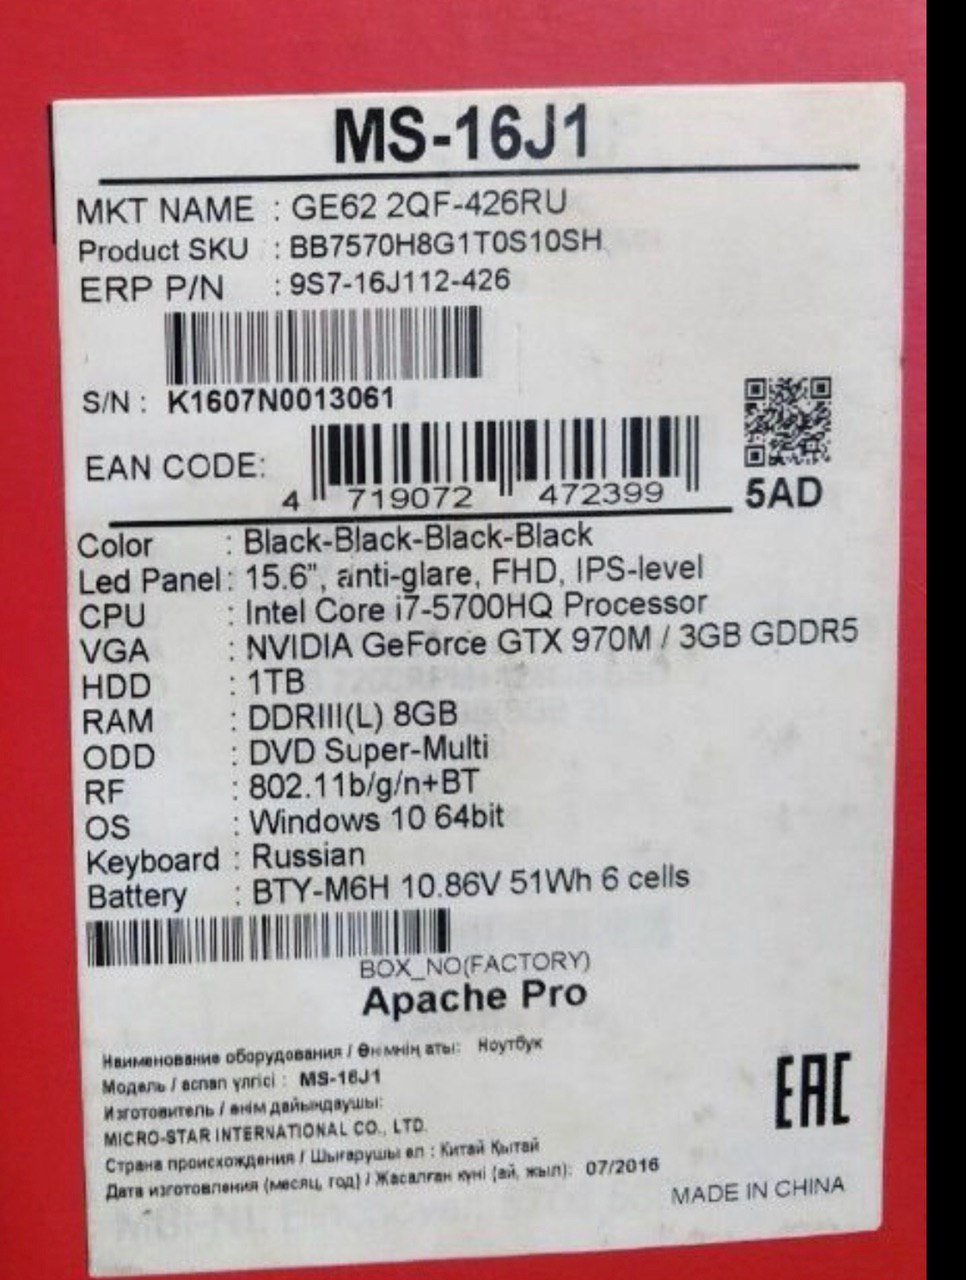 MS-16J1
MKT NAME : GE62 2QF-426RU
Product SKU : BB7570H8G1T0S10SH
ERP P/N : 9S7-16J112-426
S/N : K1607N0013061
EAN CODE:
4 719072 472399
5AD
Color : Black-Black-Black-Black
Led Panel : 15.6”, anti-glare, FHD, IPS-level
CPU : Intel Core i7-5700HQ Processor
VGA : NVIDIA GeForce GTX 970M / 3GB GDDR5
HDD : 1TB
RAM : DDRIII(L) 8GB
ODD : DVD Super-Multi
RF : 802.11b/g/n+BT
OS : Windows 10 64bit
Keyboard : Russian
Battery : BTY-M6H 10.86V 51Wh 6 cells
BOX_NO(FACTORY)
Apache Pro
Наименование оборудования / Өнімнің аты: Ноутбук
Модель / аспап үлгісі : MS-16J1
Изготовитель / өнім дайындаушы:
MICRO-STAR INTERNATIONAL CO., LTD.
Страна происхождения / Шығарушы ел : Китай Қытай
Дата изготовления (месяц, год) / Жасалған күні (ай, жыл): 07/2016
EAC
MADE IN CHINA